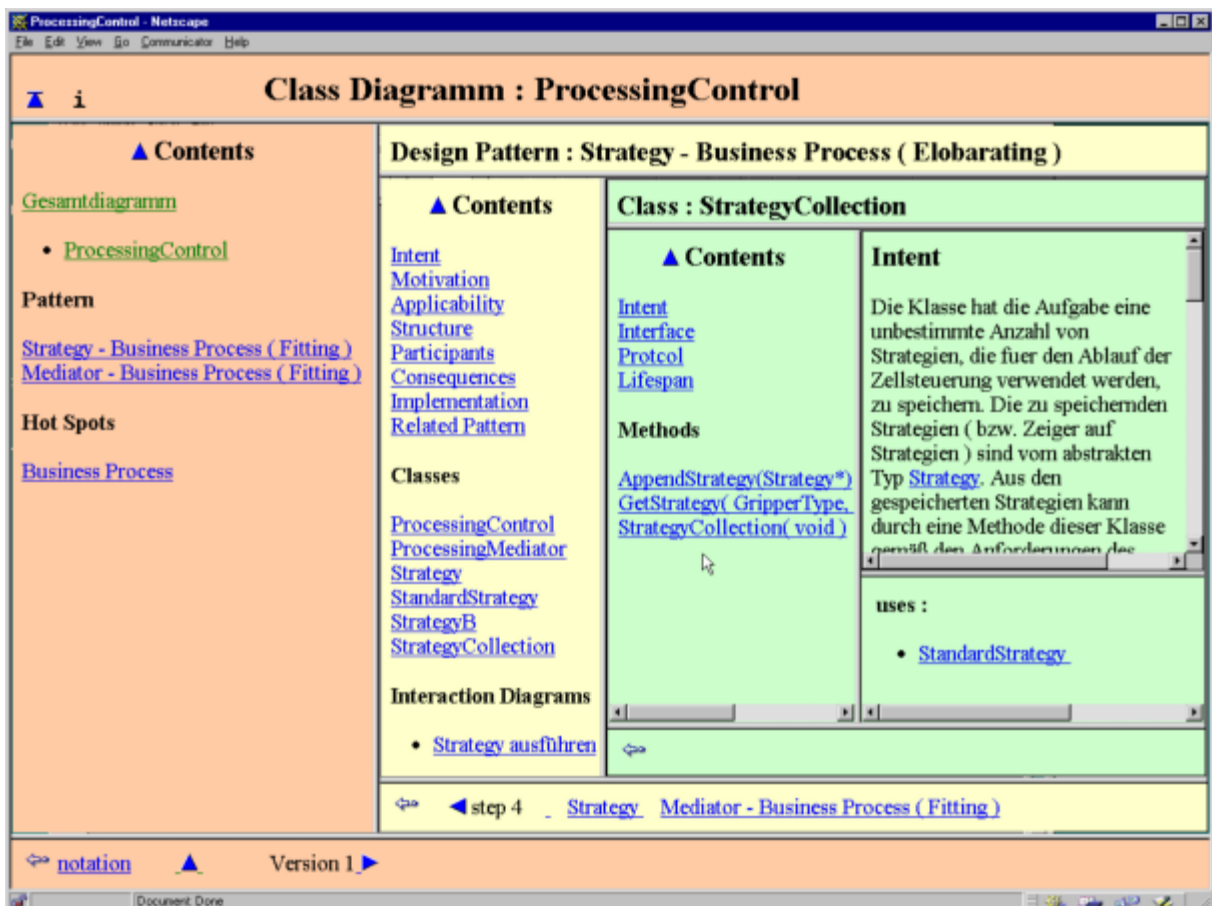 ProcessingControl - Netscape
File Edit View Go Communicator Help
i
Class Diagramm : ProcessingControl
Contents
Gesamtdiagramm
ProcessingControl
Pattern
Strategy - Business Process ( Fitting )
Mediator - Business Process ( Fitting )
Hot Spots
Business Process
Design Pattern : Strategy - Business Process ( Elobarating )
Contents
Intent
Motivation
Applicability
Structure
Participants
Consequences
Implementation
Related Pattern
Classes
ProcessingControl
ProcessingMediator
Strategy
StandardStrategy
StrategyB
StrategyCollection
Interaction Diagrams
Strategy ausführen
Class : StrategyCollection
Contents
Intent
Interface
Protcol
Lifespan
Methods
AppendStrategy(Strategy*)
GetStrategy( GripperType,
StrategyCollection( void )
Intent
Die Klasse hat die Aufgabe eine
unbestimmte Anzahl von
Strategien, die fuer den Ablauf der
Zellsteuerung verwendet werden,
zu speichern. Die zu speichernden
Strategien ( bzw. Zeiger auf
Strategien ) sind vom abstrakten
Typ Strategy. Aus den
gespeicherten Strategien kann
durch eine Methode dieser Klasse
gemäß den Anforderungen des
uses :
StandardStrategy
step 4 Strategy Mediator - Business Process ( Fitting )
notation Version 1
Document Done